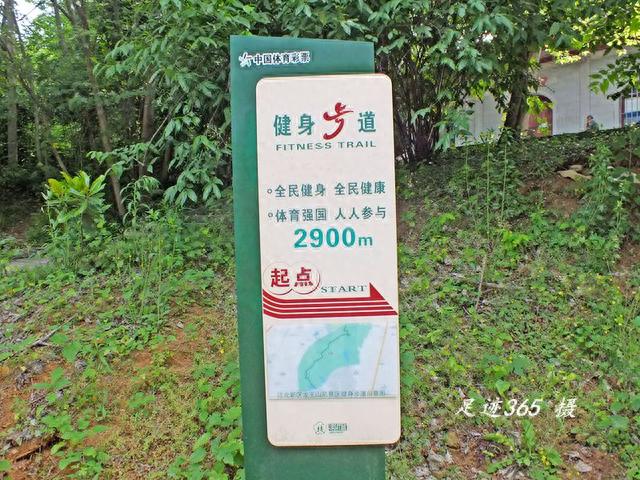 中国体育彩票
健身步道
FITNESS TRAIL
全民健身 全民健康
体育强国 人人参与
2900m
起点
START
足迹365 摄